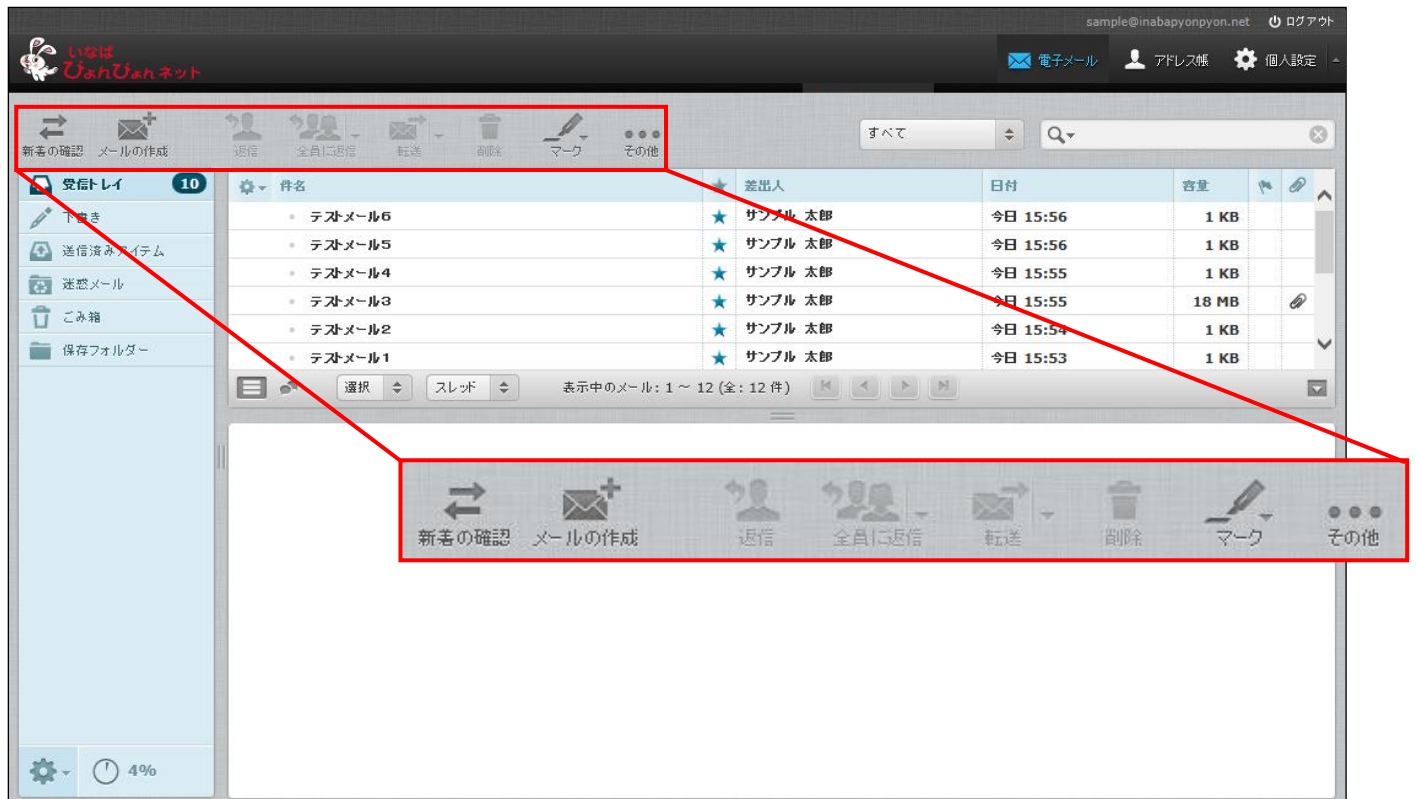 sample@inabapyonpyon.net ログアウト
いなば
ぴょんぴょんネット
電子メール アドレス帳 個人設定
新着の確認 メールの作成 返信 全員に返信 転送 削除 マーク その他
すべて
受信トレイ 10
下書き
送信済みアイテム
迷惑メール
ごみ箱
保存フォルダー
件名 差出人 日付 容量
テストメール6 サンプル 太郎 今日 15:56 1 KB
テストメール5 サンプル 太郎 今日 15:56 1 KB
テストメール4 サンプル 太郎 今日 15:55 1 KB
テストメール3 サンプル 太郎 今日 15:55 18 MB
テストメール2 サンプル 太郎 今日 15:54 1 KB
テストメール1 サンプル 太郎 今日 15:53 1 KB
選択 スレッド 表示中のメール: 1 ~ 12 (全: 12 件)
新着の確認 メールの作成 返信 全員に返信 転送 削除 マーク その他
4%